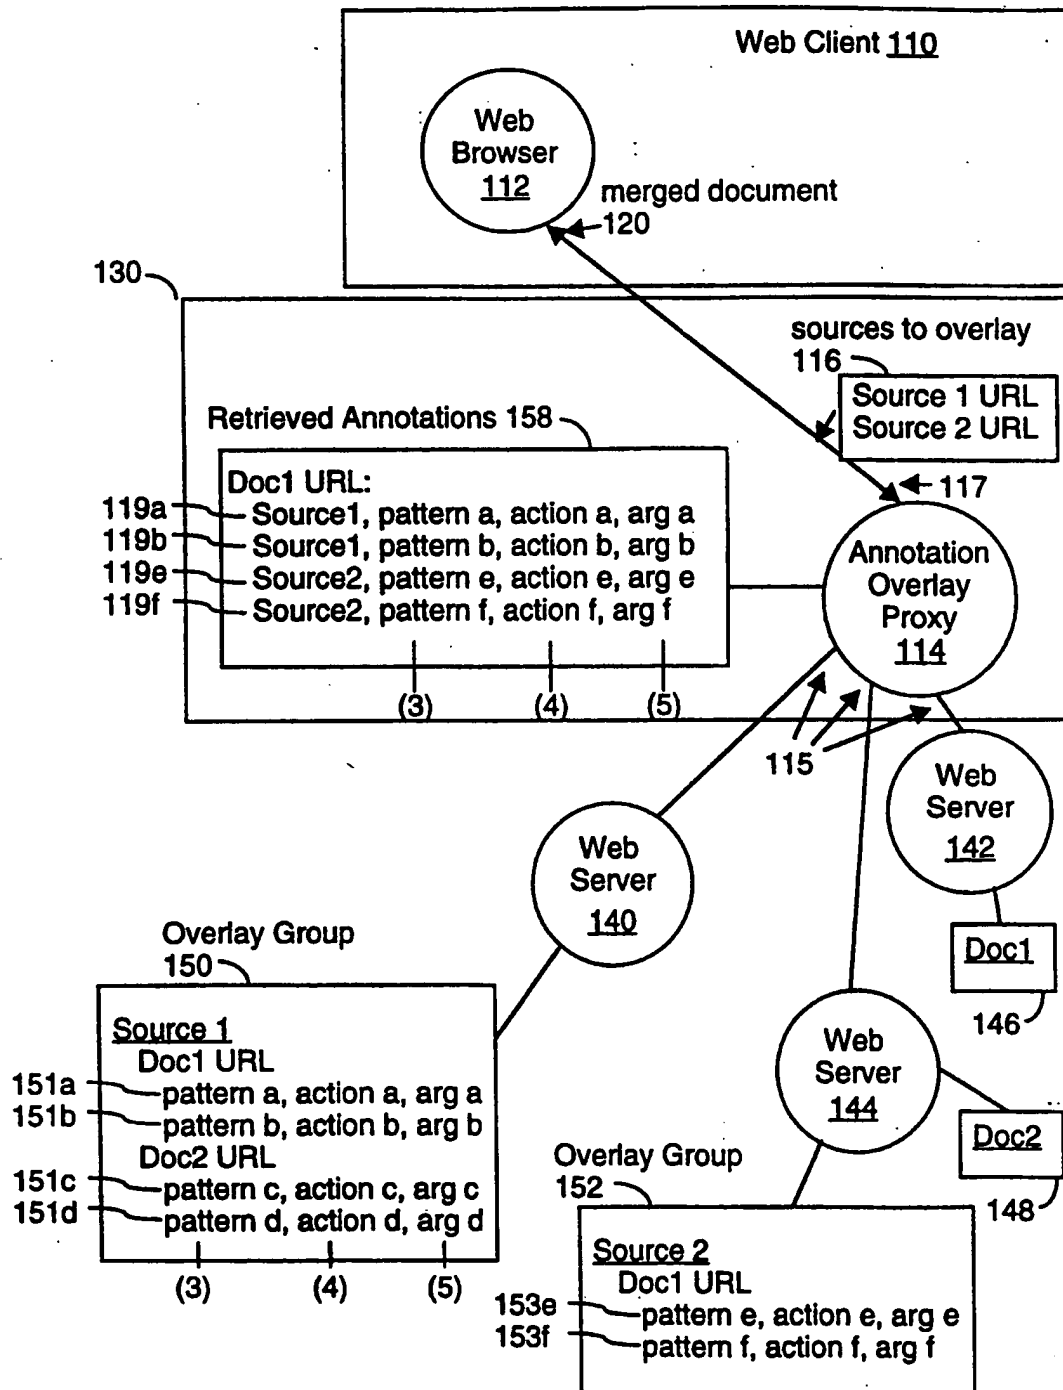 Web Client 110
Web
Browser
112
merged document
120
130
sources to overlay
116
Source 1 URL
Source 2 URL
117
Retrieved Annotations 158
Doc1 URL:
119a Source1, pattern a, action a, arg a
119b Source1, pattern b, action b, arg b
119e Source2, pattern e, action e, arg e
119f Source2, pattern f, action f, arg f
(3) (4) (5)
Annotation
Overlay
Proxy
114
115
Web
Server
142
Web
Server
140
Doc1
146
Overlay Group
150
Source 1
Doc1 URL
151a pattern a, action a, arg a
151b pattern b, action b, arg b
Doc2 URL
151c pattern c, action c, arg c
151d pattern d, action d, arg d
(3) (4) (5)
Web
Server
144
Doc2
148
Overlay Group
152
Source 2
Doc1 URL
153e pattern e, action e, arg e
153f pattern f, action f, arg f